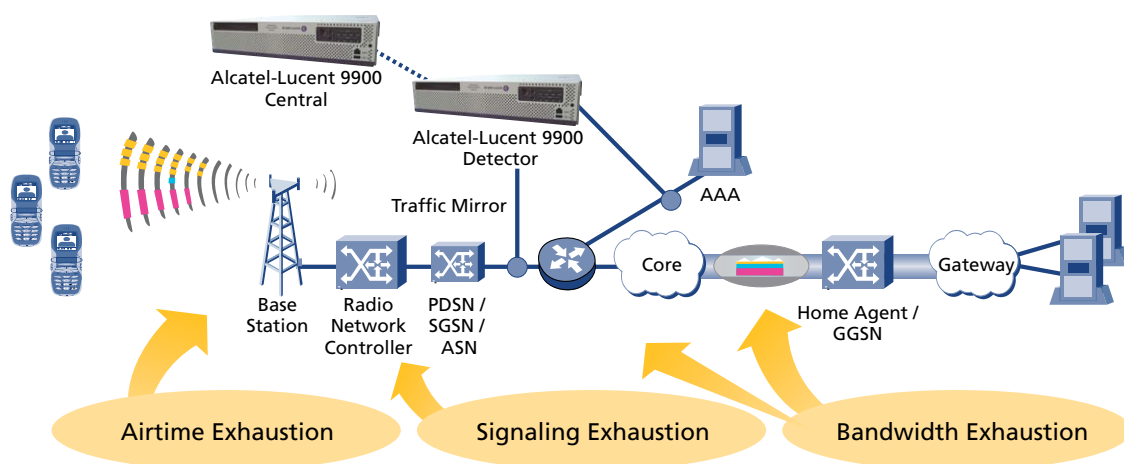 Alcatel-Lucent 9900
Central
Alcatel-Lucent 9900
Detector
AAA
Traffic Mirror
Core
Gateway
Base
Station
Radio
Network
Controller
PDSN /
SGSN /
ASN
Home Agent /
GGSN
Airtime Exhaustion
Signaling Exhaustion
Bandwidth Exhaustion